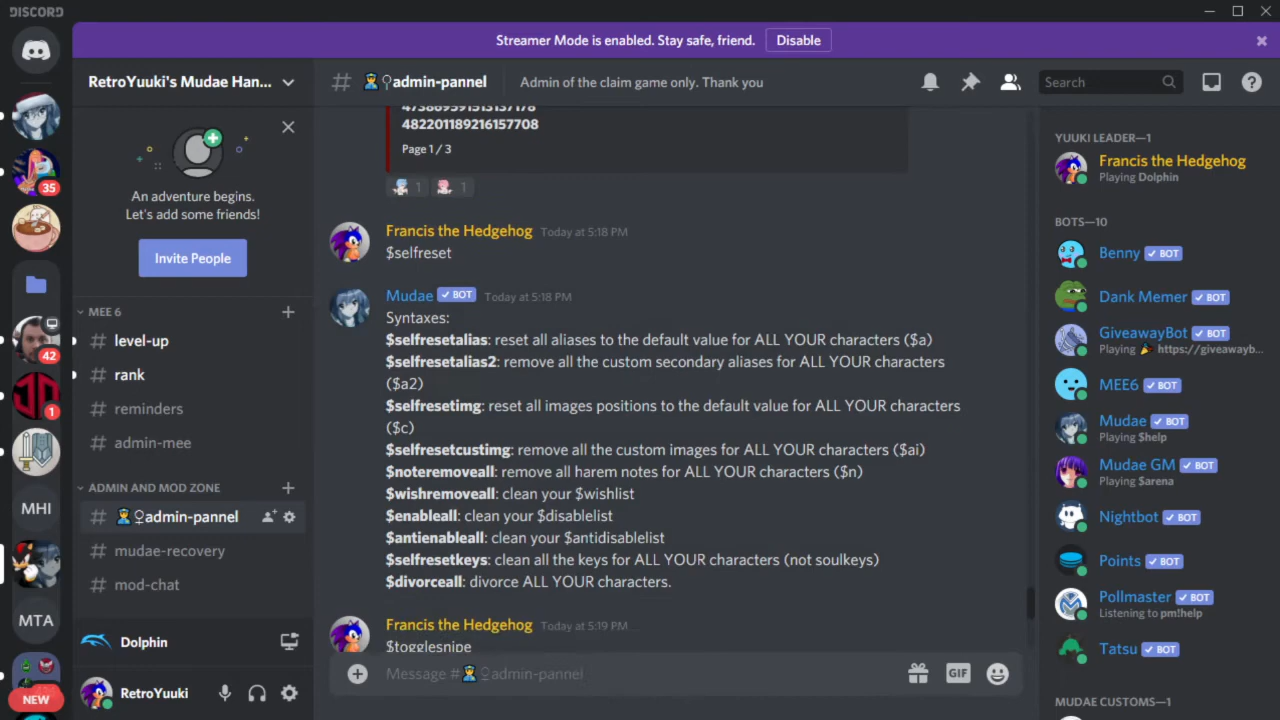 DISCORD
Streamer Mode is enabled. Stay safe, friend.
Disable
35
42
1
MHI
MTA
NEW
RetroYuuki's Mudae Han...
An adventure begins.
Let's add some friends!
Invite People
MEE 6
level-up
rank
reminders
admin-mee
ADMIN AND MOD ZONE
admin-pannel
mudae-recovery
mod-chat
Dolphin
RetroYuuki
admin-pannel
Admin of the claim game only. Thank you
Search
482201189216157708
Page 1 / 3
1
1
Francis the Hedgehog Today at 5:18 PM
$selfreset
Mudae BOT Today at 5:18 PM
Syntaxes:
$selfresetalias: reset all aliases to the default value for ALL YOUR characters ($a)
$selfresetalias2: remove all the custom secondary aliases for ALL YOUR characters
($a2)
$selfresetimg: reset all images positions to the default value for ALL YOUR characters
($c)
$selfresetcustimg: remove all the custom images for ALL YOUR characters ($ai)
$noteremoveall: remove all harem notes for ALL YOUR characters ($n)
$wishremoveall: clean your $wishlist
$enableall: clean your $disablelist
$antienableall: clean your $antidisablelist
$selfresetkeys: clean all the keys for ALL YOUR characters (not soulkeys)
$divorceall: divorce ALL YOUR characters.
Francis the Hedgehog Today at 5:19 PM
$togglesnipe
Message #admin-pannel
GIF
YUUKI LEADER—1
Francis the Hedgehog
Playing Dolphin
BOTS—10
Benny BOT
Dank Memer BOT
GiveawayBot BOT
Playing 🎉 https://giveawayb...
MEE6 BOT
Mudae BOT
Playing $help
Mudae GM BOT
Playing $arena
Nightbot BOT
Points BOT
Pollmaster BOT
Listening to pm!help
Tatsu BOT
MUDAE CUSTOMS—1